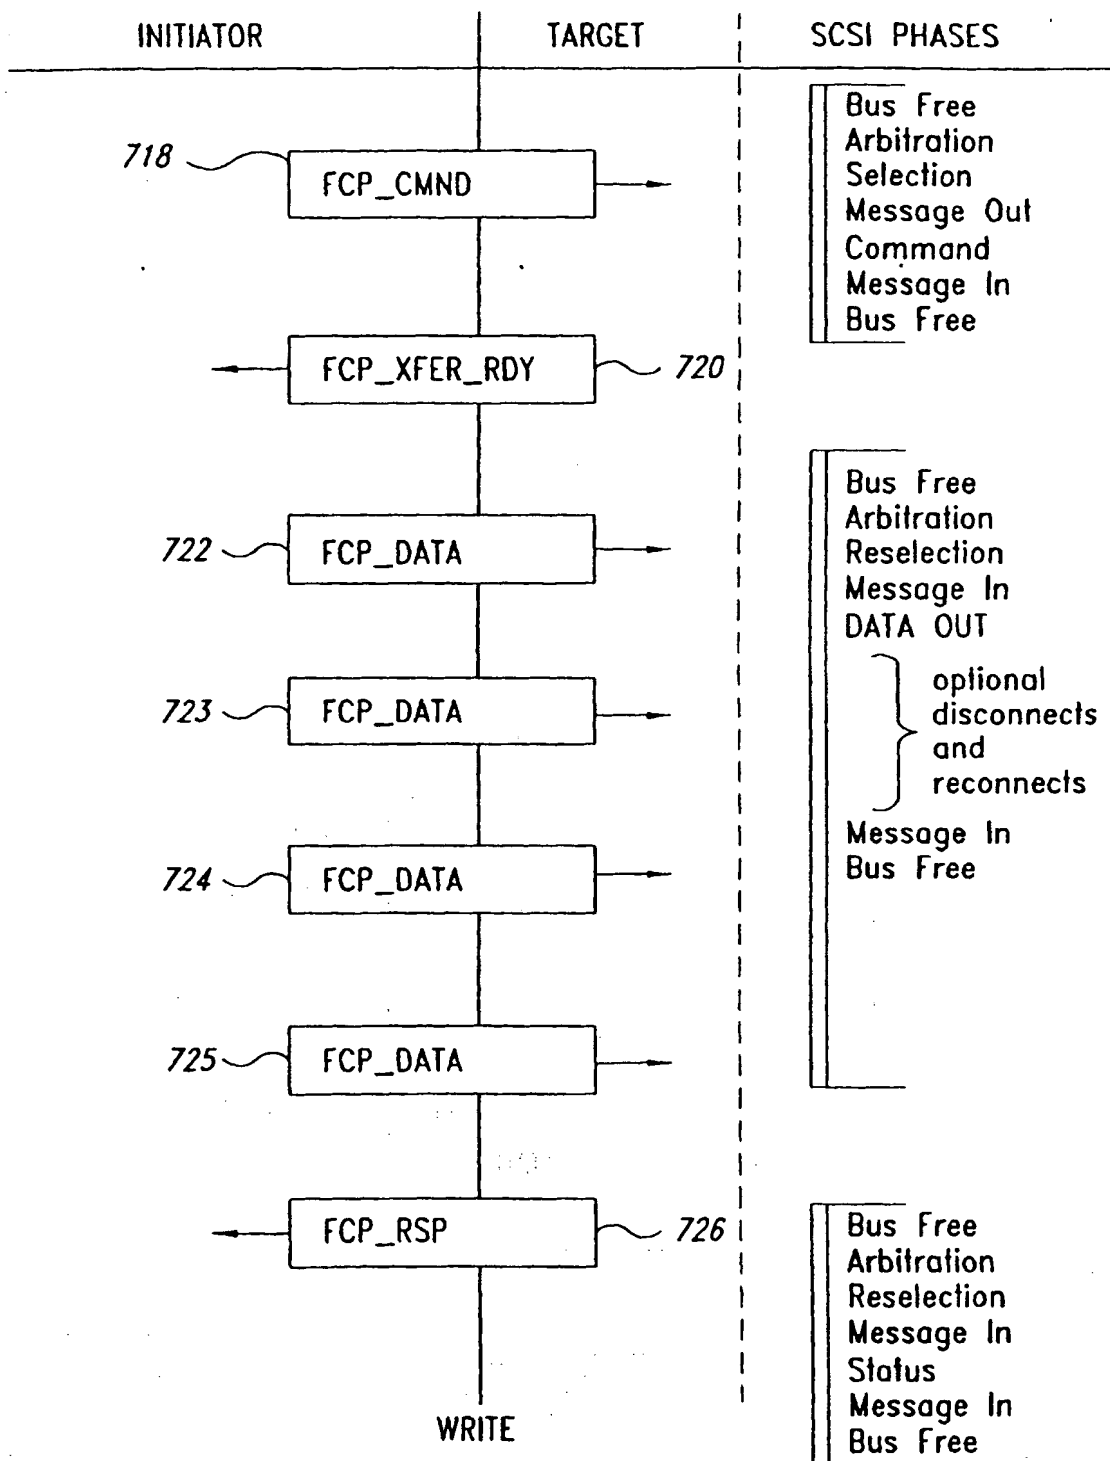 INITIATOR TARGET SCSI PHASES
718
FCP_CMND
Bus Free
Arbitration
Selection
Message Out
Command
Message In
Bus Free
FCP_XFER_RDY
720
722
FCP_DATA
723
FCP_DATA
724
FCP_DATA
725
FCP_DATA
Bus Free
Arbitration
Reselection
Message In
DATA OUT
optional
disconnects
and
reconnects
Message In
Bus Free
FCP_RSP
726
Bus Free
Arbitration
Reselection
Message In
Status
Message In
Bus Free
WRITE